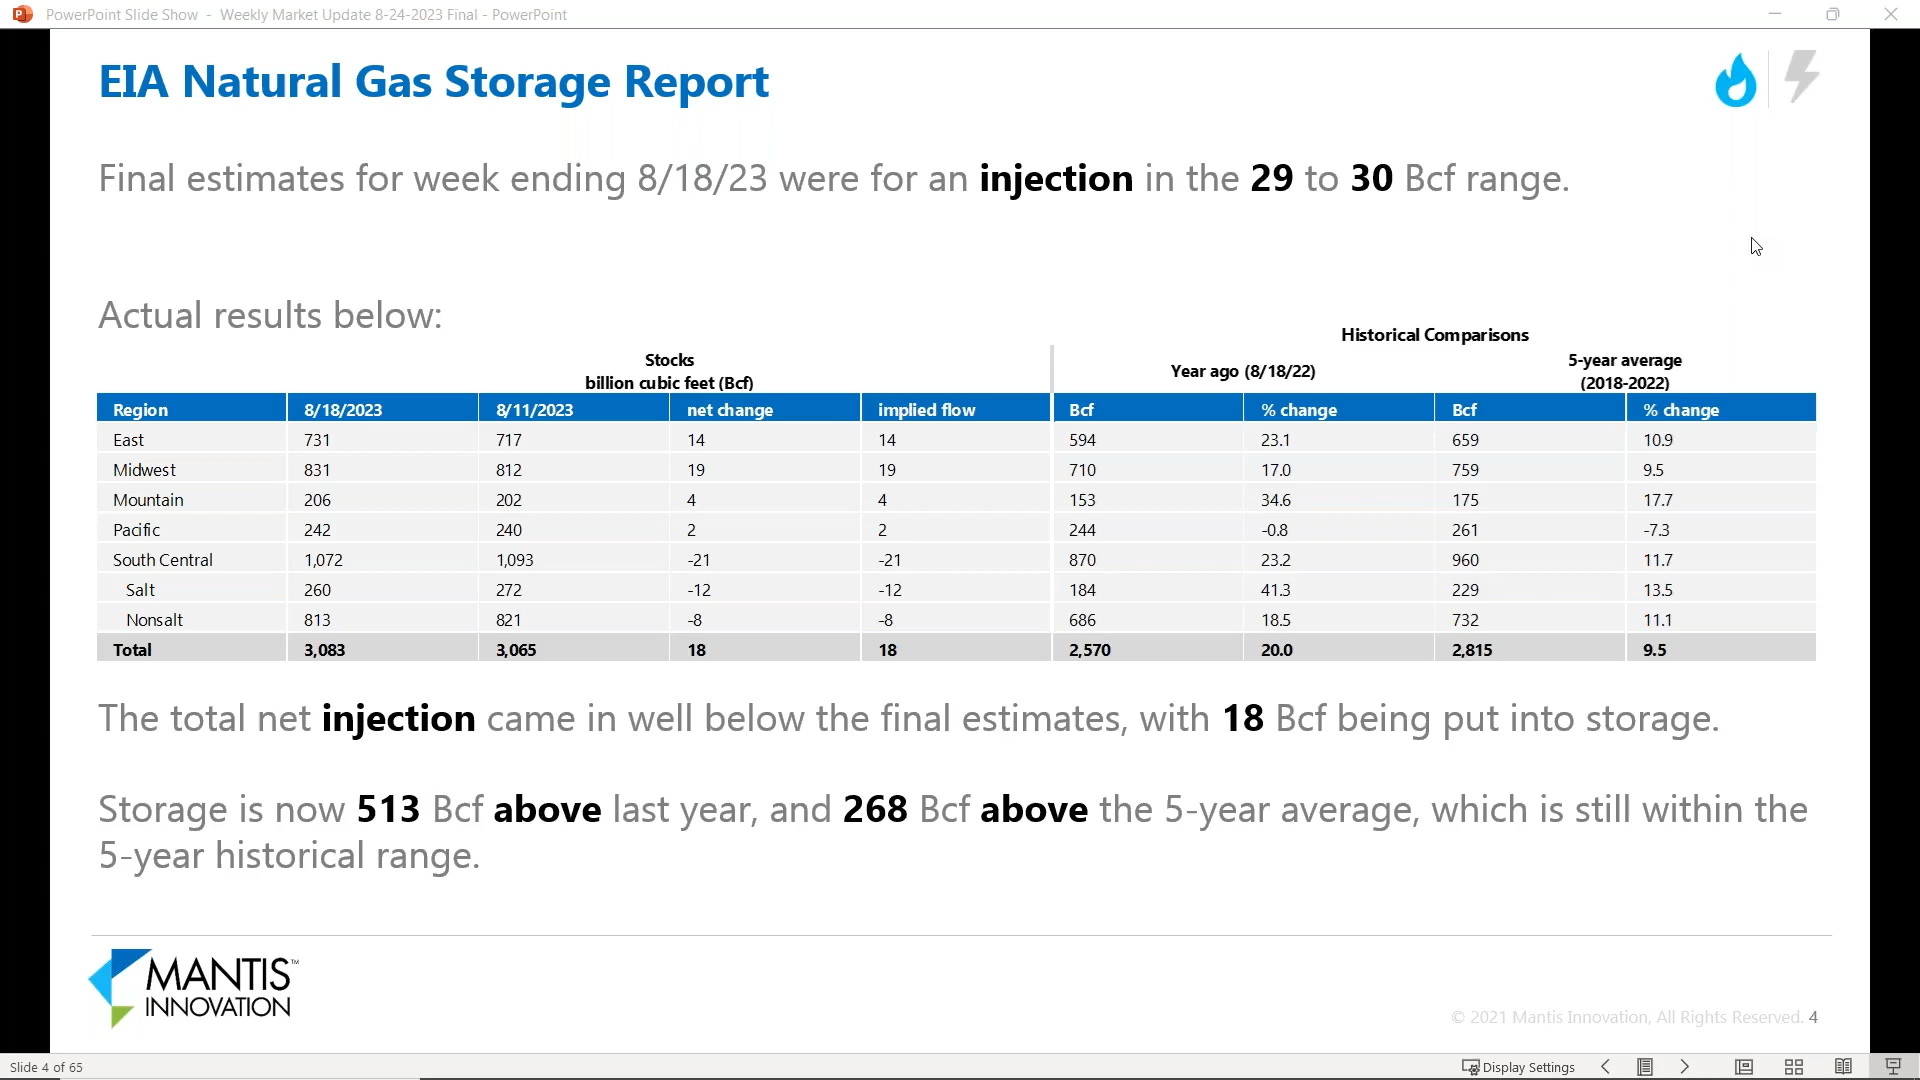 PowerPoint Slide Show - Weekly Market Update 8-24-2023 Final - PowerPoint
EIA Natural Gas Storage Report
Final estimates for week ending 8/18/23 were for an injection in the 29 to 30 Bcf range.
Actual results below:
Historical Comparisons
Stocks
billion cubic feet (Bcf)
Year ago (8/18/22)
5-year average
(2018-2022)
Region 8/18/2023 8/11/2023 net change implied flow Bcf % change Bcf % change
East 731 717 14 14 594 23.1 659 10.9
Midwest 831 812 19 19 710 17.0 759 9.5
Mountain 206 202 4 4 153 34.6 175 17.7
Pacific 242 240 2 2 244 -0.8 261 -7.3
South Central 1,072 1,093 -21 -21 870 23.2 960 11.7
Salt 260 272 -12 -12 184 41.3 229 13.5
Nonsalt 813 821 -8 -8 686 18.5 732 11.1
Total 3,083 3,065 18 18 2,570 20.0 2,815 9.5
The total net injection came in well below the final estimates, with 18 Bcf being put into storage.
Storage is now 513 Bcf above last year, and 268 Bcf above the 5-year average, which is still within the
5-year historical range.
MANTIS™
INNOVATION
© 2021 Mantis Innovation, All Rights Reserved. 4
Slide 4 of 65
Display Settings